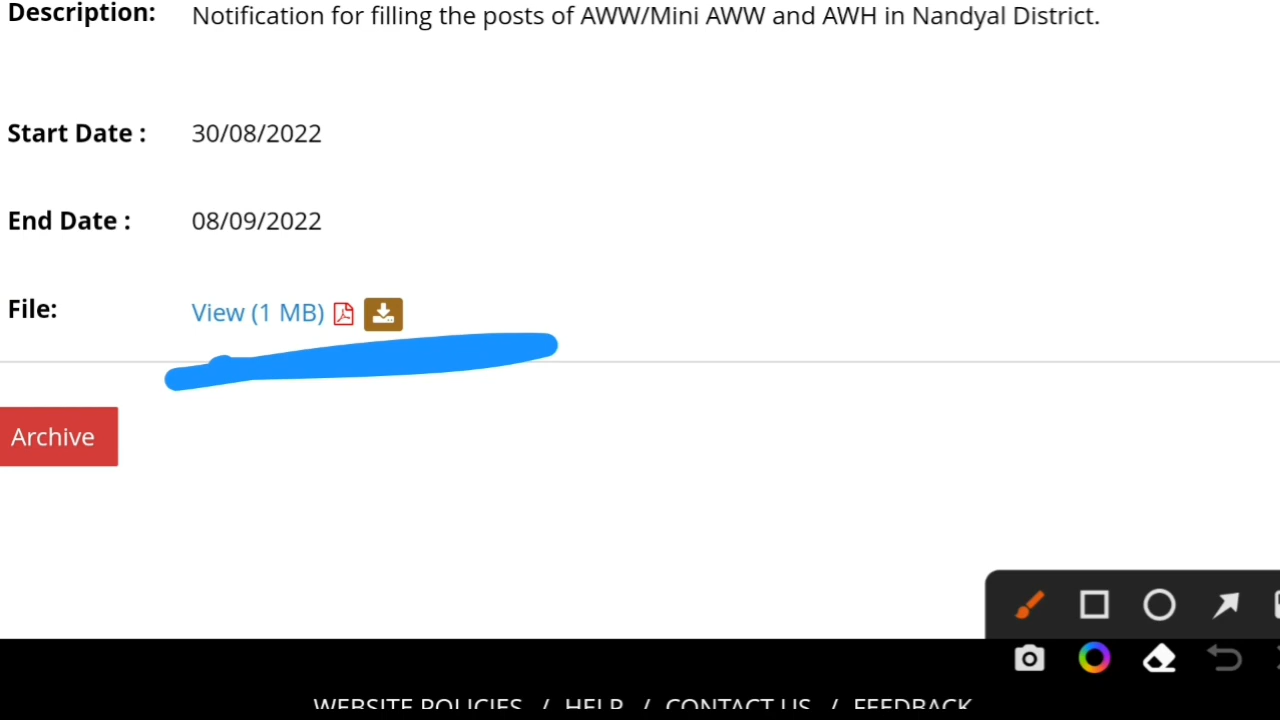 Description: Notification for filling the posts of AWW/Mini AWW and AWH in Nandyal District.
Start Date : 30/08/2022
End Date : 08/09/2022
File: View (1 MB)
Archive
WEBSITE POLICIES / HELP / CONTACT US / FEEDBACK